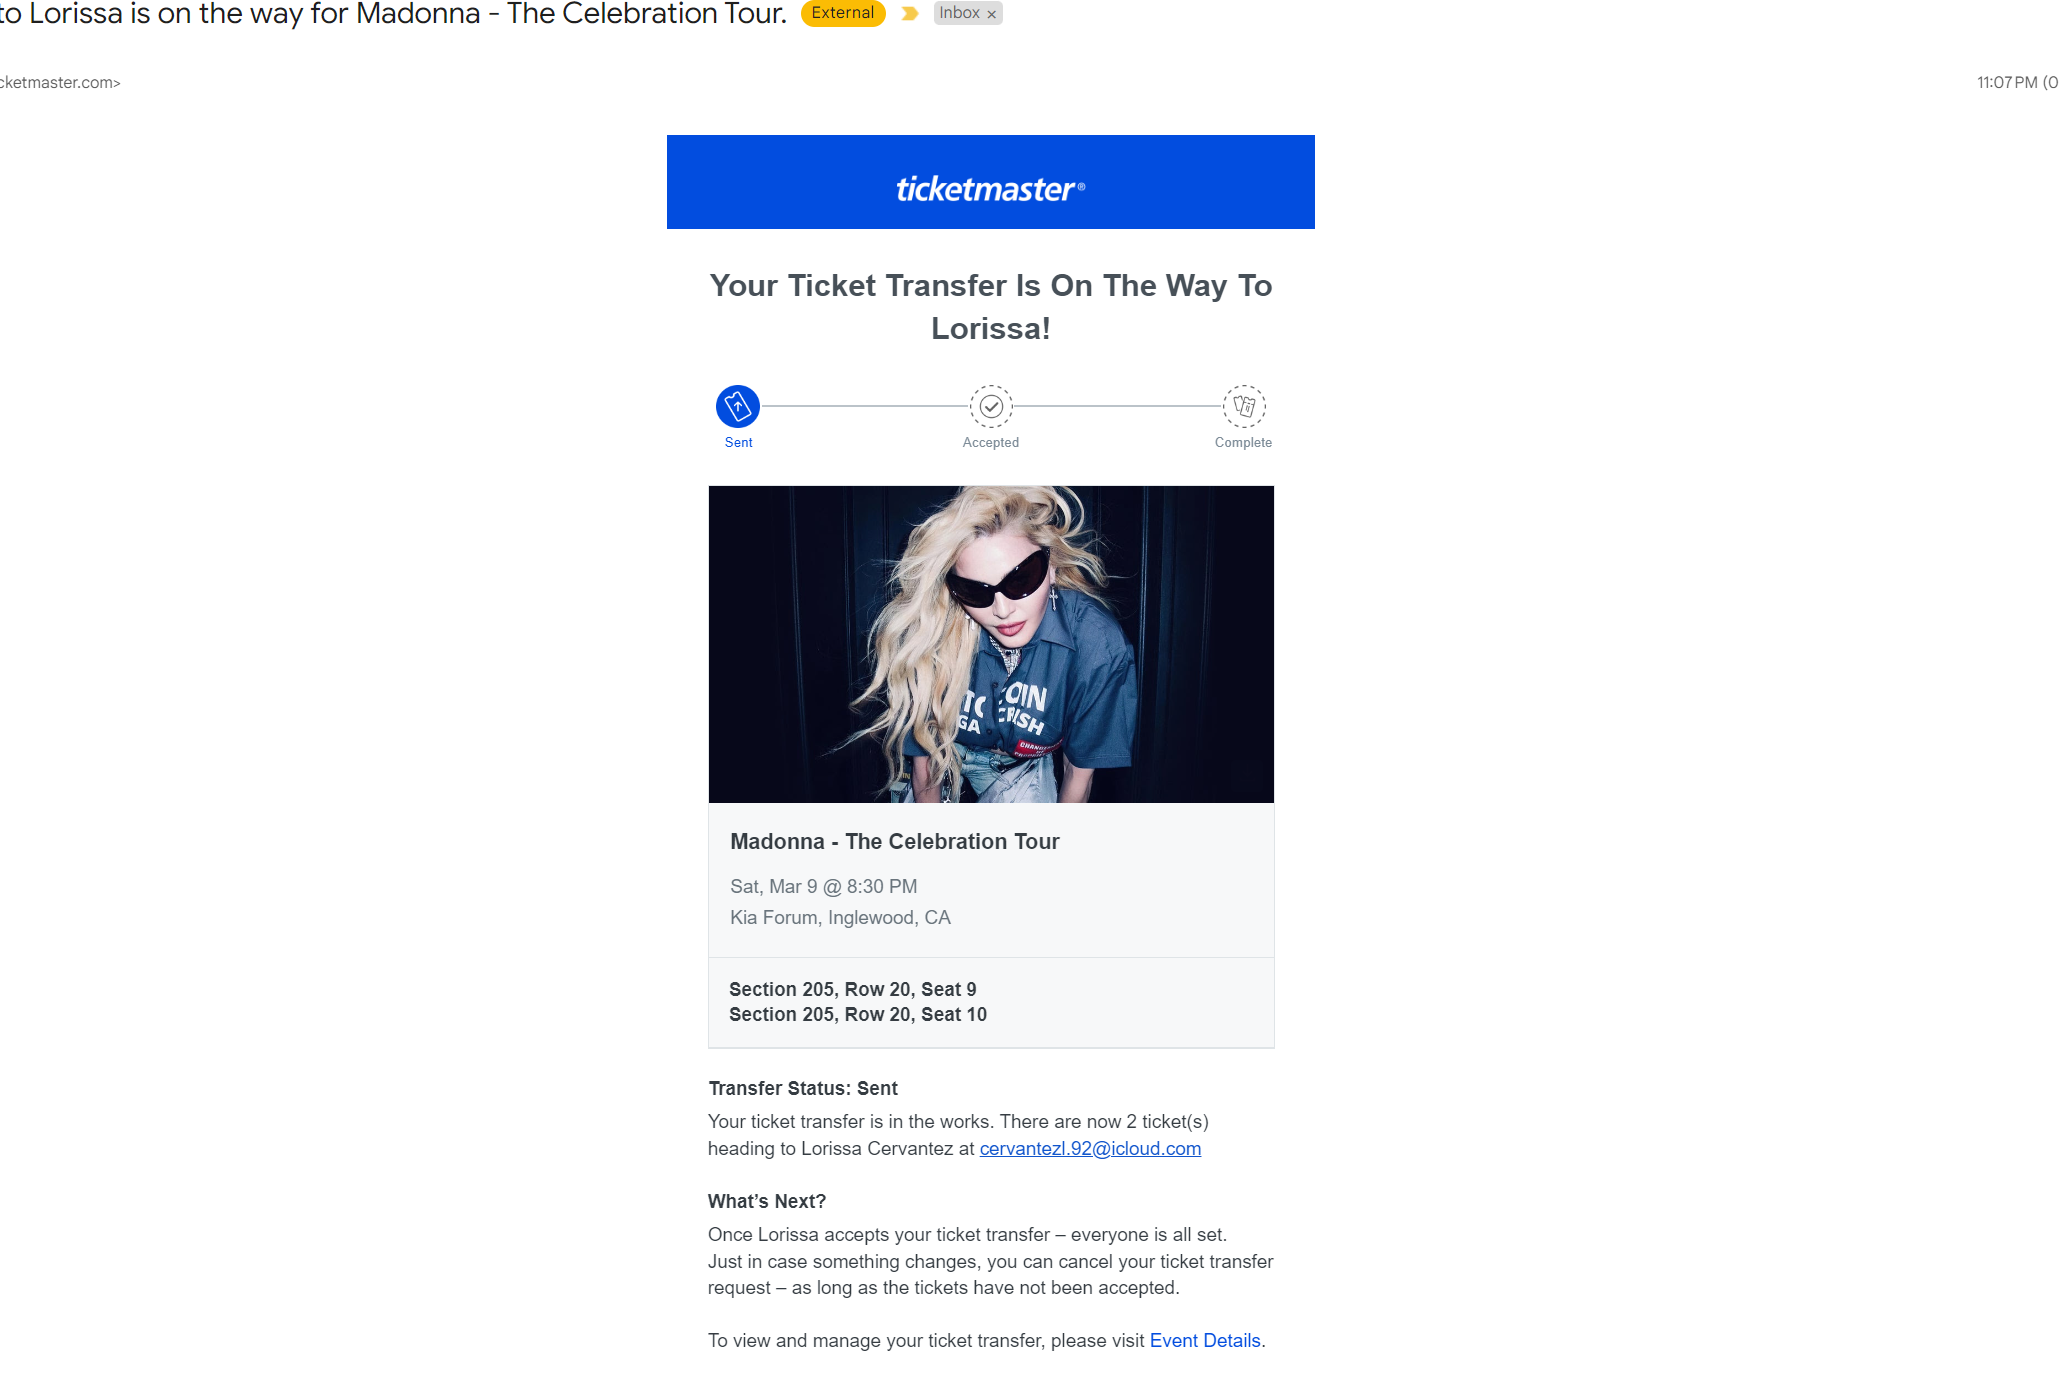 to Lorissa is on the way for Madonna - The Celebration Tour. External Inbox ×
cketmaster.com>
11:07 PM (0
ticketmaster®
Your Ticket Transfer Is On The Way To
Lorissa!
Sent
Accepted
Complete
COIN
GA CRASH
Madonna - The Celebration Tour
Sat, Mar 9 @ 8:30 PM
Kia Forum, Inglewood, CA
Section 205, Row 20, Seat 9
Section 205, Row 20, Seat 10
Transfer Status: Sent
Your ticket transfer is in the works. There are now 2 ticket(s)
heading to Lorissa Cervantez at cervantezl.92@icloud.com
What's Next?
Once Lorissa accepts your ticket transfer – everyone is all set.
Just in case something changes, you can cancel your ticket transfer
request – as long as the tickets have not been accepted.
To view and manage your ticket transfer, please visit Event Details.